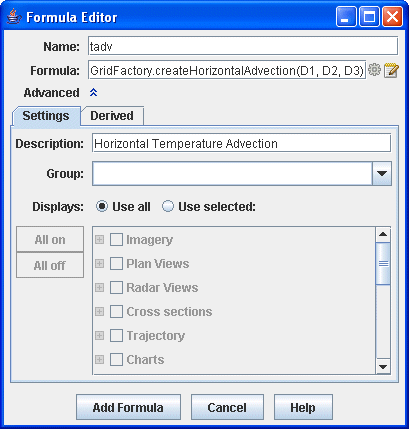 Formula Editor
Name: tadv
Formula: GridFactory.createHorizontalAdvection(D1, D2, D3)
Advanced
Settings Derived
Description: Horizontal Temperature Advection
Group:
Displays: Use all Use selected:
All on
All off
Imagery
Plan Views
Radar Views
Cross sections
Trajectory
Charts
Add Formula Cancel Help